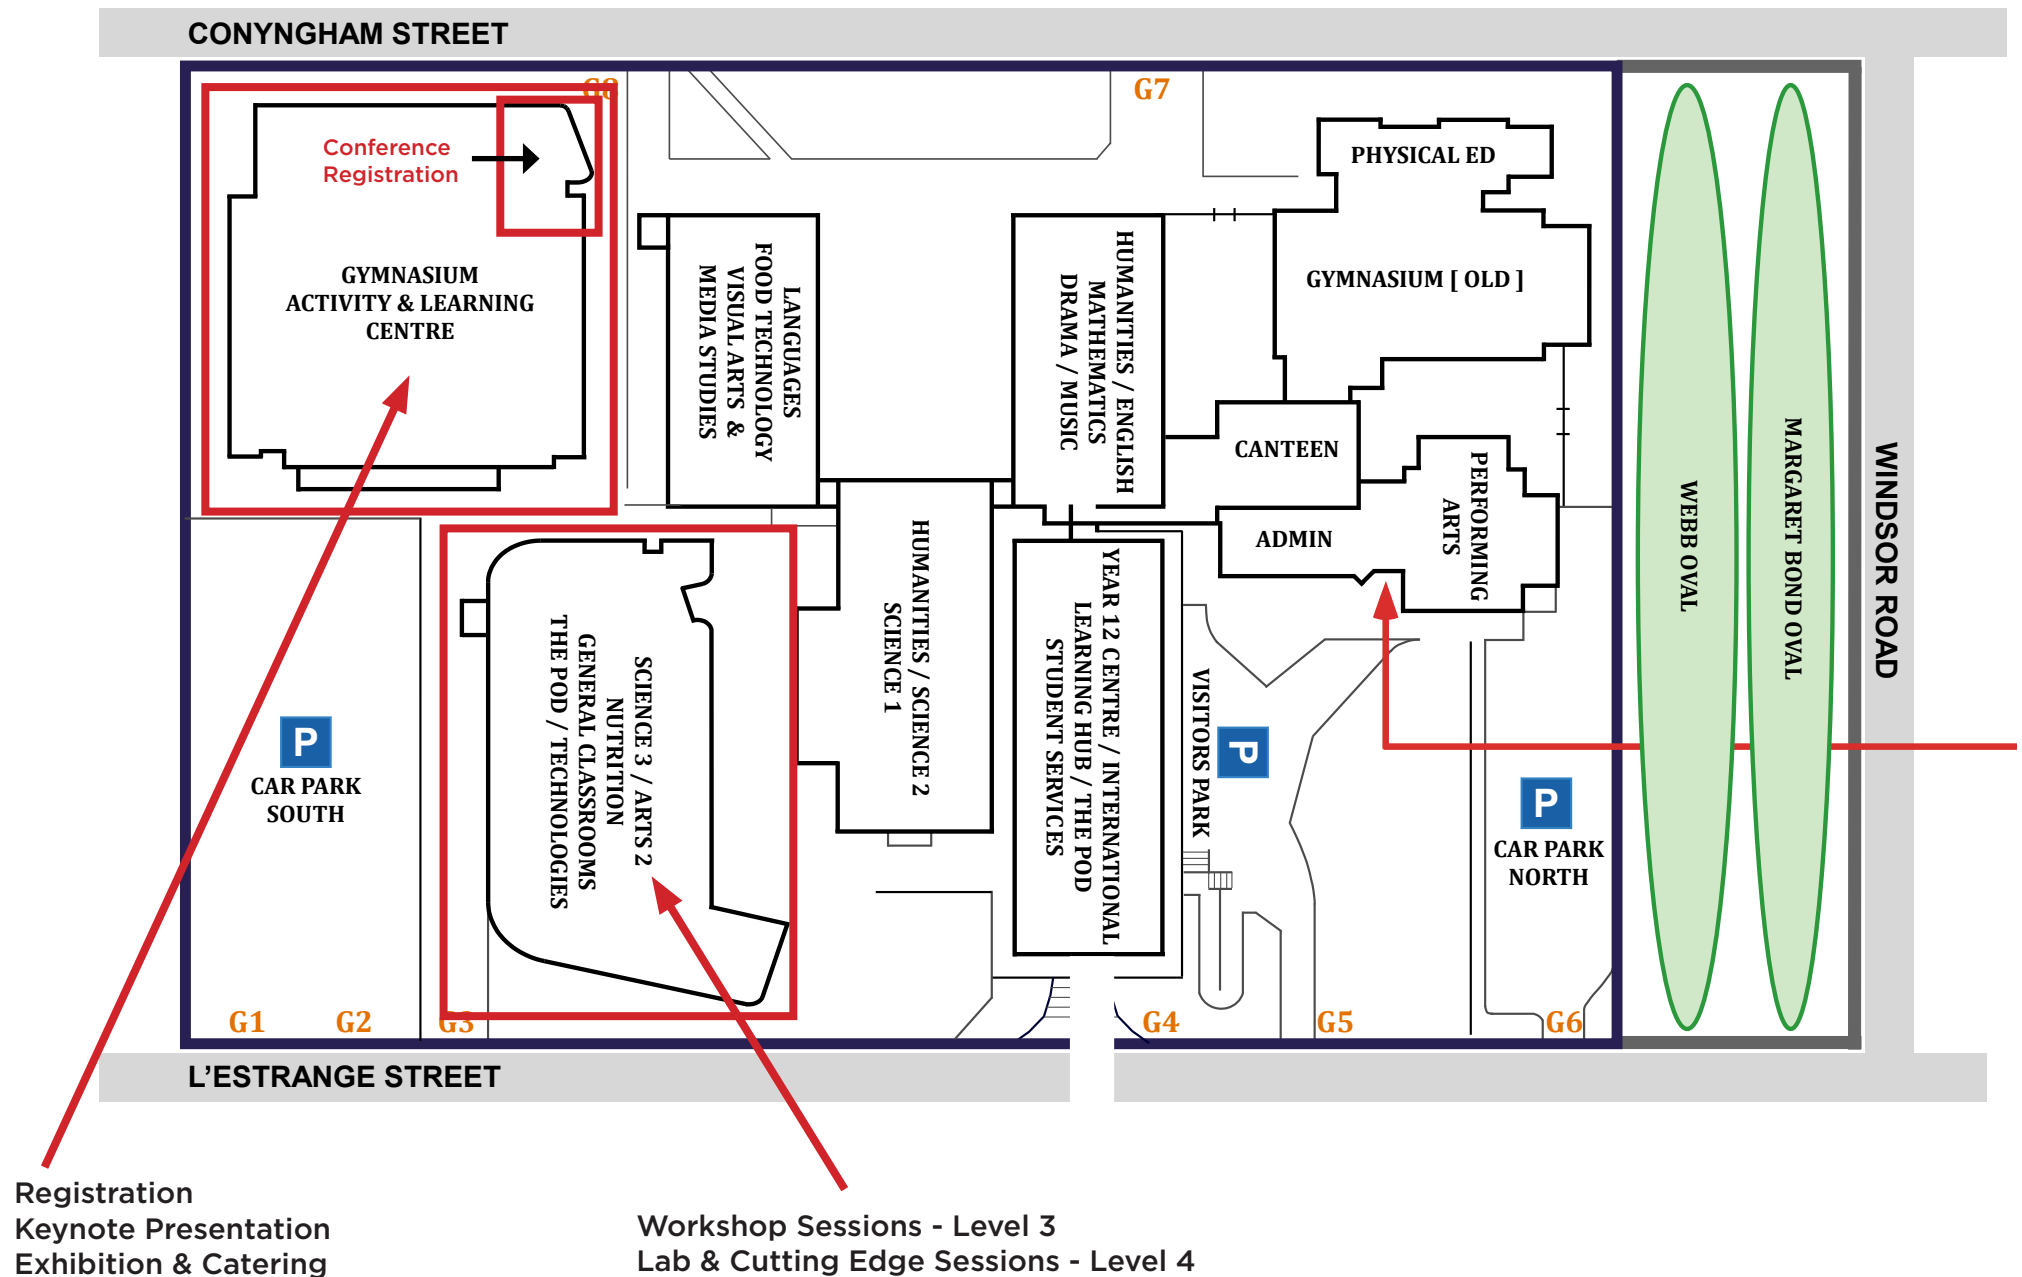 CONYNGHAM STREET
G8
G7
Conference
Registration
PHYSICAL ED
GYMNASIUM
ACTIVITY & LEARNING
CENTRE
LANGUAGES
FOOD TECHNOLOGY
VISUAL ARTS &
MEDIA STUDIES
HUMANITIES / ENGLISH
MATHEMATICS
DRAMA / MUSIC
GYMNASIUM [ OLD ]
CANTEEN
PERFORMING
ARTS
ADMIN
WEBB OVAL
MARGARET BOND OVAL
WINDSOR ROAD
HUMANITIES / SCIENCE 2
SCIENCE 1
YEAR 12 CENTRE / INTERNATIONAL
LEARNING HUB / THE POD
STUDENT SERVICES
SCIENCE 3 / ARTS 2
NUTRITION
GENERAL CLASSROOMS
THE POD / TECHNOLOGIES
VISITORS PARK
P
P
CAR PARK
SOUTH
P
CAR PARK
NORTH
G1
G2
G3
G4
G5
G6
L'ESTRANGE STREET
Registration
Keynote Presentation
Exhibition & Catering
Workshop Sessions - Level 3
Lab & Cutting Edge Sessions - Level 4